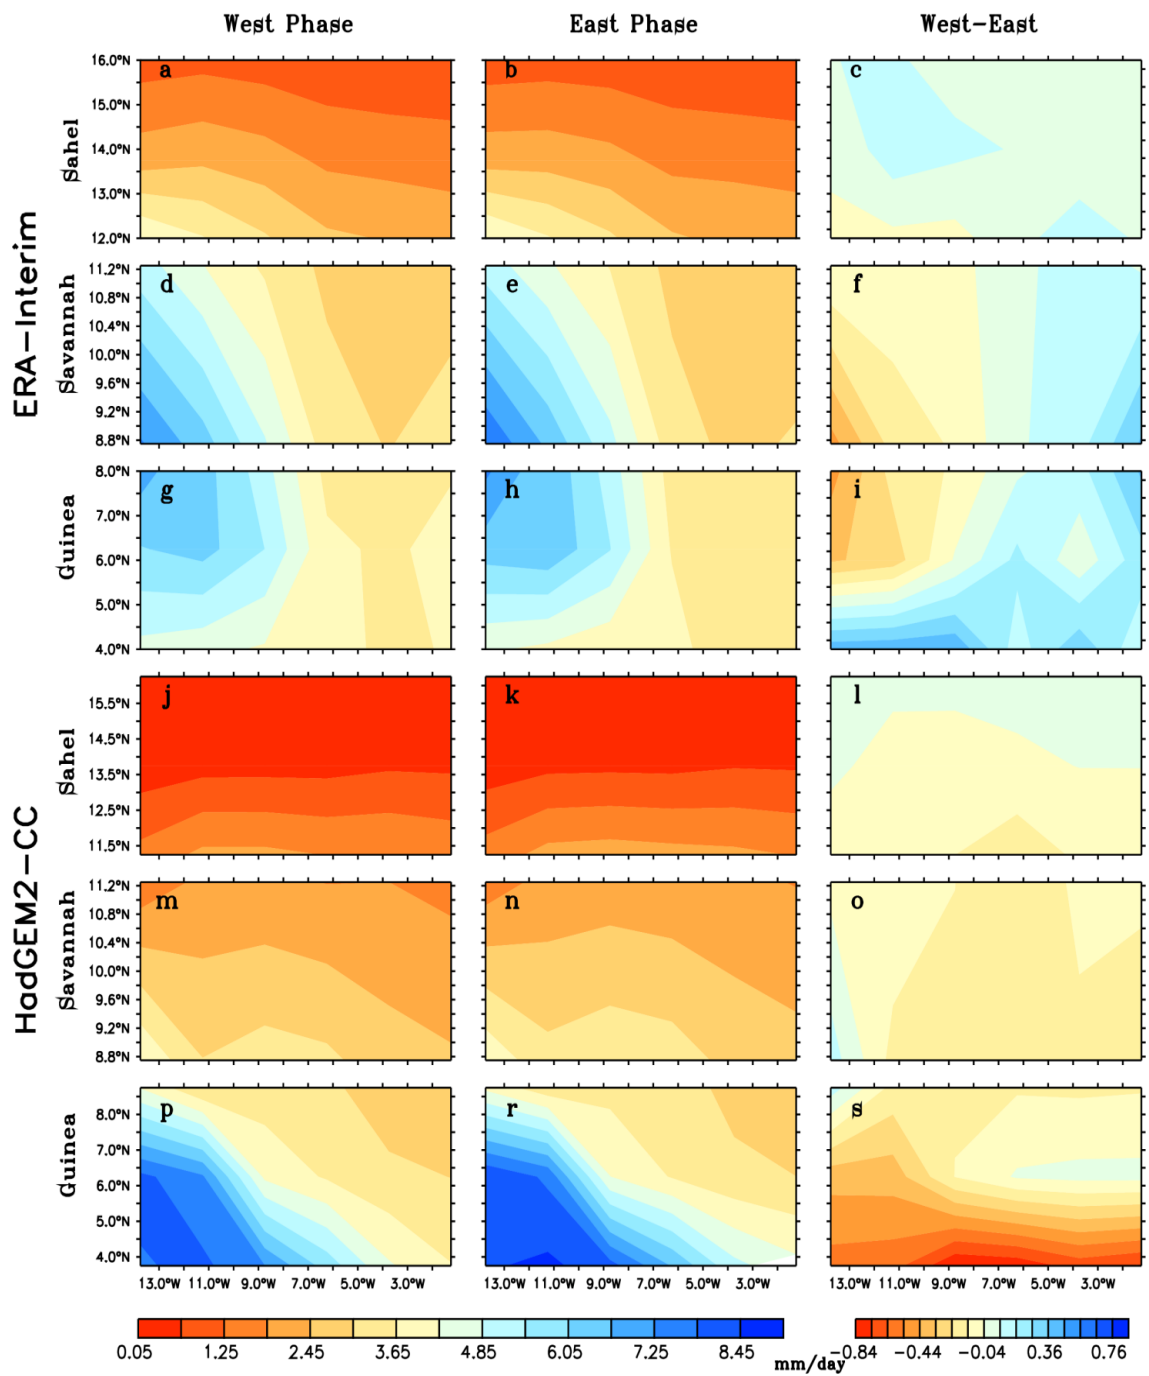 West Phase East Phase West-East
ERA-Interim
Sahel
16.0°N
15.0°N
14.0°N
13.0°N
12.0°N
a b c
Savannah
11.2°N
10.8°N
10.4°N
10.0°N
9.6°N
9.2°N
8.8°N
d e f
Guinea
8.0°N
7.0°N
6.0°N
5.0°N
4.0°N
g h i
HadGEM2-CC
Sahel
15.5°N
14.5°N
13.5°N
12.5°N
11.5°N
j k l
Savannah
11.2°N
10.8°N
10.4°N
10.0°N
9.6°N
9.2°N
8.8°N
m n o
Guinea
8.0°N
7.0°N
6.0°N
5.0°N
4.0°N
p r s
13.0°W 11.0°W 9.0°W 7.0°W 5.0°W 3.0°W 13.0°W 11.0°W 9.0°W 7.0°W 5.0°W 3.0°W 13.0°W 11.0°W 9.0°W 7.0°W 5.0°W 3.0°W
0.05 1.25 2.45 3.65 4.85 6.05 7.25 8.45 mm/day -0.84 -0.44 -0.04 0.36 0.76